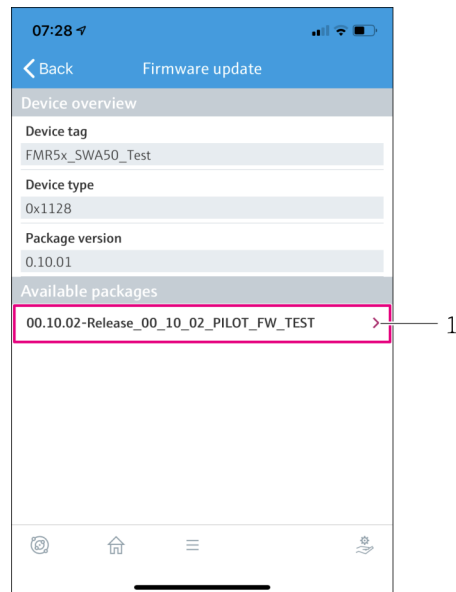 07:28
Back
Firmware update
Device overview
Device tag
FMR5x_SWA50_Test
Device type
0x1128
Package version
0.10.01
Available packages
00.10.02-Release_00_10_02_PILOT_FW_TEST
1